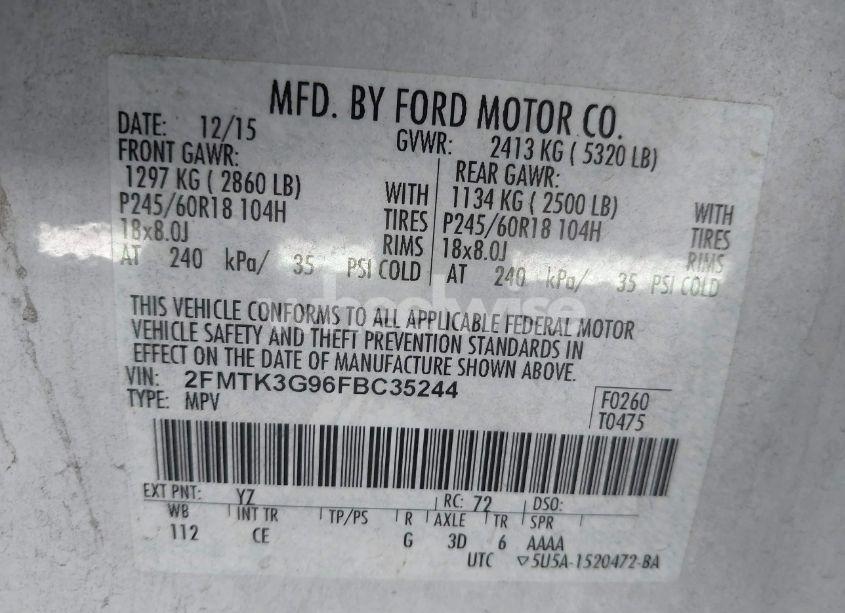 MFD. BY FORD MOTOR CO.
DATE: 12/15 GVWR: 2413 KG ( 5320 LB)
FRONT GAWR: REAR GAWR:
1297 KG ( 2860 LB) WITH 1134 KG ( 2500 LB) WITH
P245/60R18 104H TIRES P245/60R18 104H TIRES
18x8.0J RIMS 18x8.0J RIMS
AT 240 kPa/ 35 PSI COLD AT 240 kPa/ 35 PSI COLD
THIS VEHICLE CONFORMS TO ALL APPLICABLE FEDERAL MOTOR
VEHICLE SAFETY AND THEFT PREVENTION STANDARDS IN
EFFECT ON THE DATE OF MANUFACTURE SHOWN ABOVE.
VIN: 2FMTK3G96FBC35244
TYPE: MPV
F0260
T0475
EXT PNT: YZ RC: 72 DSO:
WB INT TR TP/PS R AXLE TR SPR
112 CE G 3D 6 AAAA
UTC ▽5U5A-1520472-BA